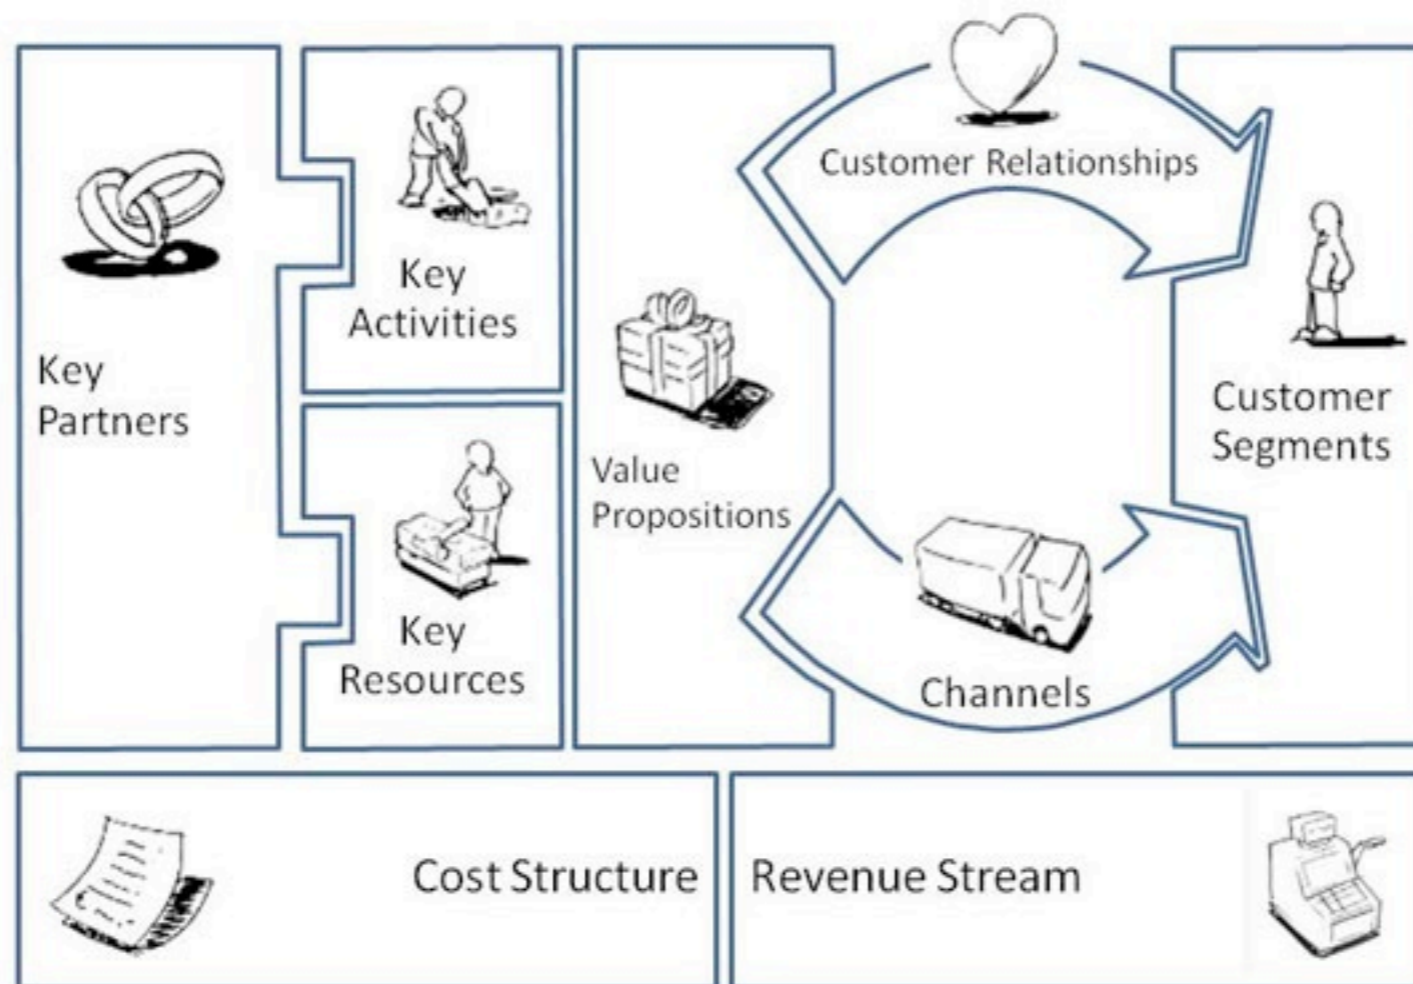 Key
Partners
Key
Activities
Key
Resources
Value
Propositions
Customer Relationships
Channels
Customer
Segments
Cost Structure
Revenue Stream